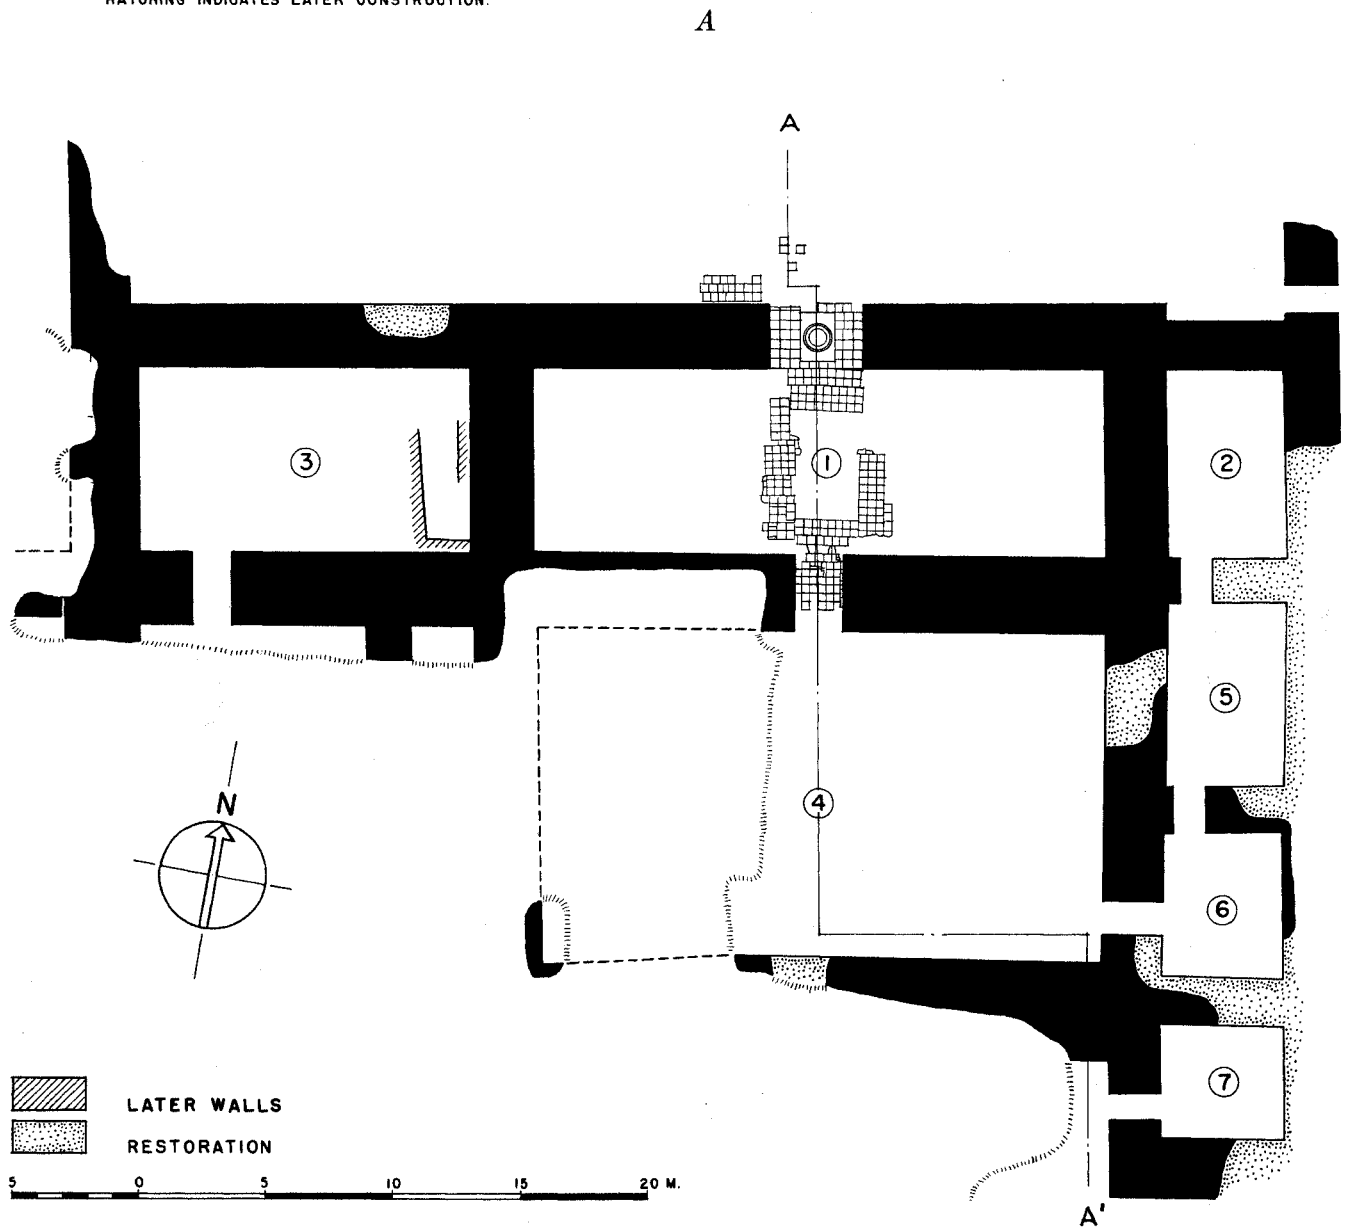 HATCHING INDICATES LATER CONSTRUCTION.
A
A
3
1
2
5
4
N
6
7
LATER WALLS
RESTORATION
5 0 5 10 15 20 M.
A'